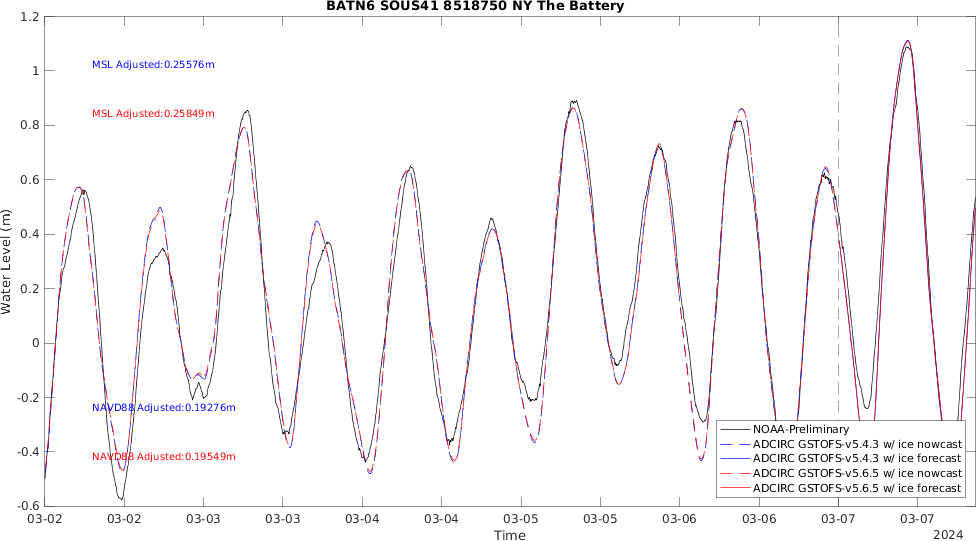 BATN6 SOUS41 8518750 NY The Battery
1.2
1
0.8
0.6
0.4
0.2
0
-0.2
-0.4
-0.6
Water Level (m)
MSL Adjusted:0.25576m
MSL Adjusted:0.25849m
NAVD88 Adjusted:0.19276m
NAVD88 Adjusted:0.19549m
NOAA-Preliminary
ADCIRC GSTOFS-v5.4.3 w/ ice nowcast
ADCIRC GSTOFS-v5.4.3 w/ ice forecast
ADCIRC GSTOFS-v5.6.5 w/ ice nowcast
ADCIRC GSTOFS-v5.6.5 w/ ice forecast
03-02 03-02 03-03 03-03 03-04 03-04 03-05 03-05 03-06 03-06 03-07 03-07
Time
2024